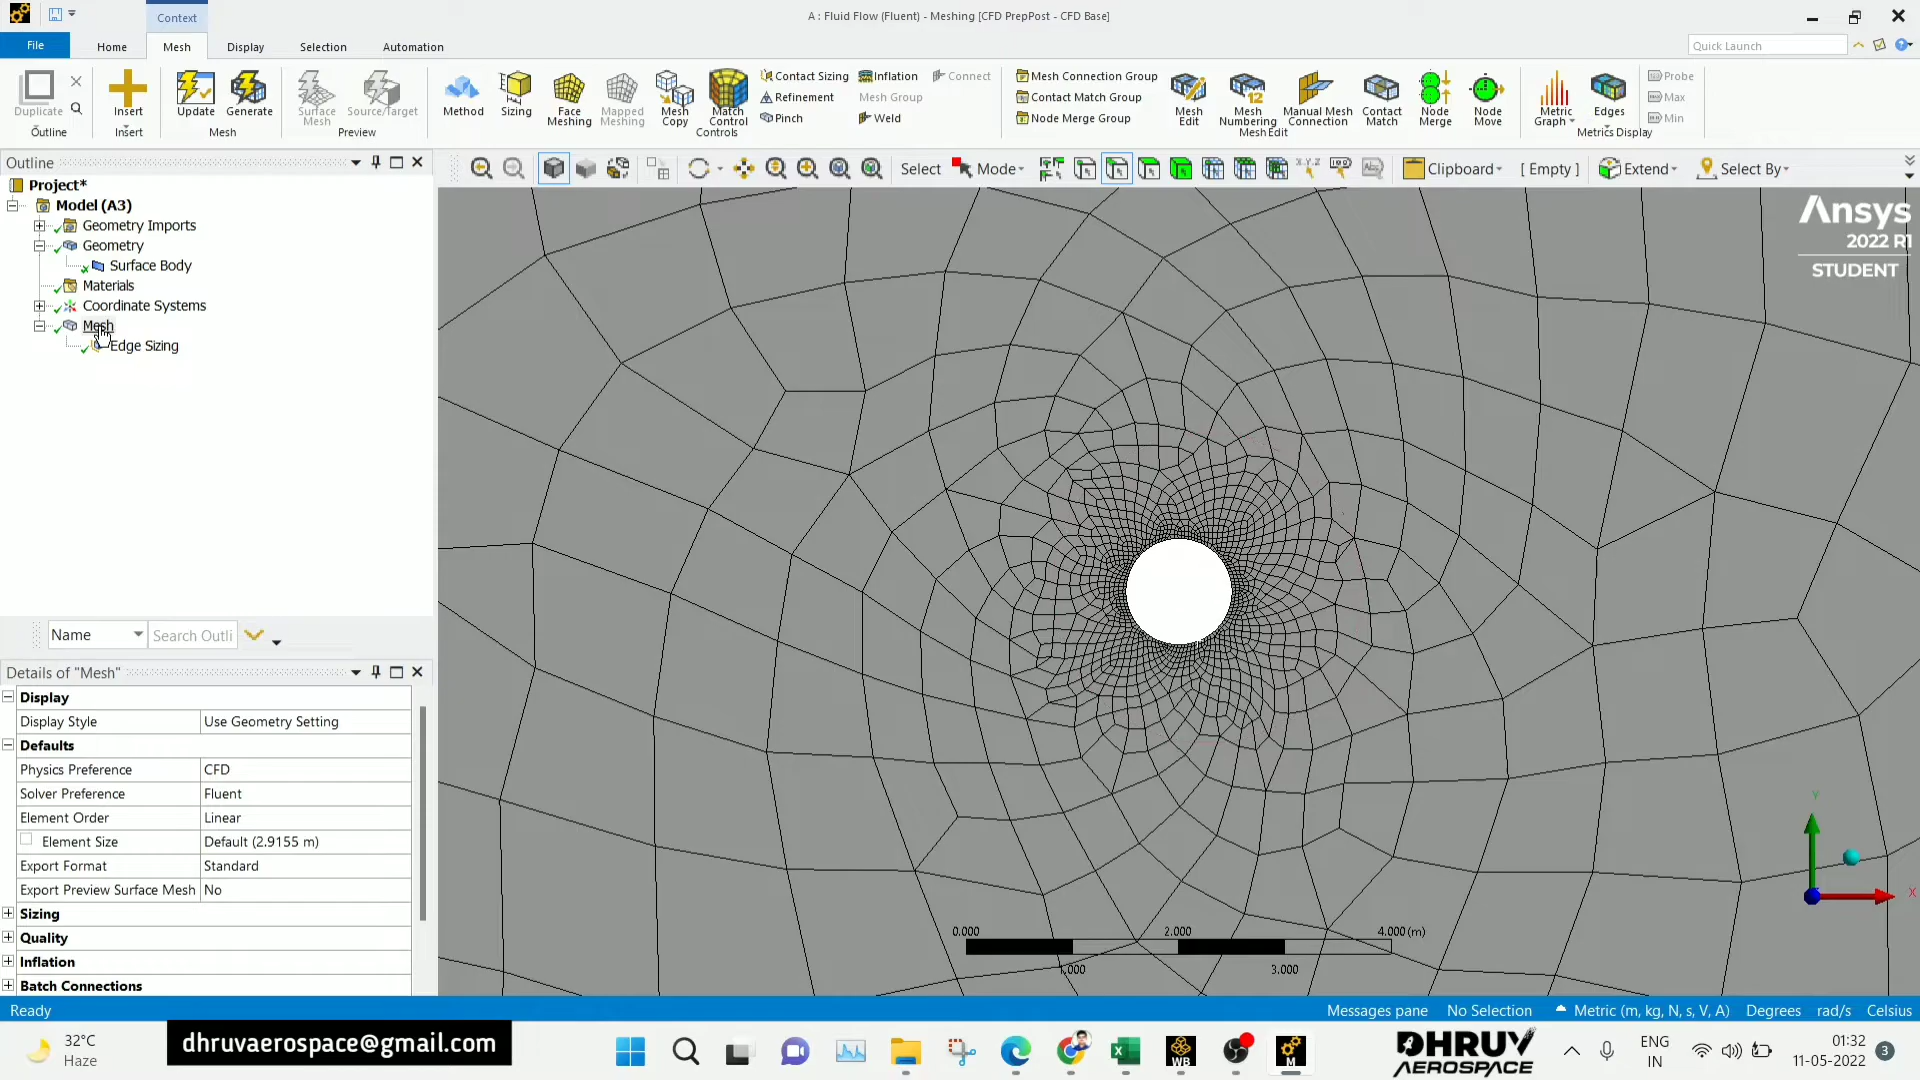 Context
A : Fluid Flow (Fluent) - Meshing [CFD PrepPost - CFD Base]
File
Home
Mesh
Display
Selection
Automation
Quick Launch
Duplicate
Outline
Insert
Insert
Update
Generate
Mesh
Surface Mesh
Source/Target
Preview
Method
Sizing
Face Meshing
Mapped Meshing
Mesh Copy
Match Control
Contact Sizing
Refinement
Pinch
Inflation
Mesh Group
Weld
Controls
Connect
Mesh Connection Group
Contact Match Group
Node Merge Group
Mesh Edit
Mesh Numbering
Manual Mesh Connection
Contact Match
Node Merge
Node Move
Mesh Edit
Metric Graph
Edges
Probe
Max
Min
Metrics Display
Outline
Select
Mode
Clipboard
[ Empty ]
Extend
Select By
Project*
Model (A3)
Geometry Imports
Geometry
Surface Body
Materials
Coordinate Systems
Mesh
Edge Sizing
Ansys
2022 R1
STUDENT
Name
Search Outli
Details of "Mesh"
Display
Display Style Use Geometry Setting
Defaults
Physics Preference CFD
Solver Preference Fluent
Element Order Linear
Element Size Default (2.9155 m)
Export Format Standard
Export Preview Surface Mesh No
Sizing
Quality
Inflation
Batch Connections
0.000 2.000 4.000 (m)
1.000 3.000
Y
X
Ready
Messages pane
No Selection
Metric (m, kg, N, s, V, A)
Degrees
rad/s
Celsius
32°C
Haze
dhruvaerospace@gmail.com
WB
M
DHRUV
AEROSPACE
ENG
IN
01:32
11-05-2022
3